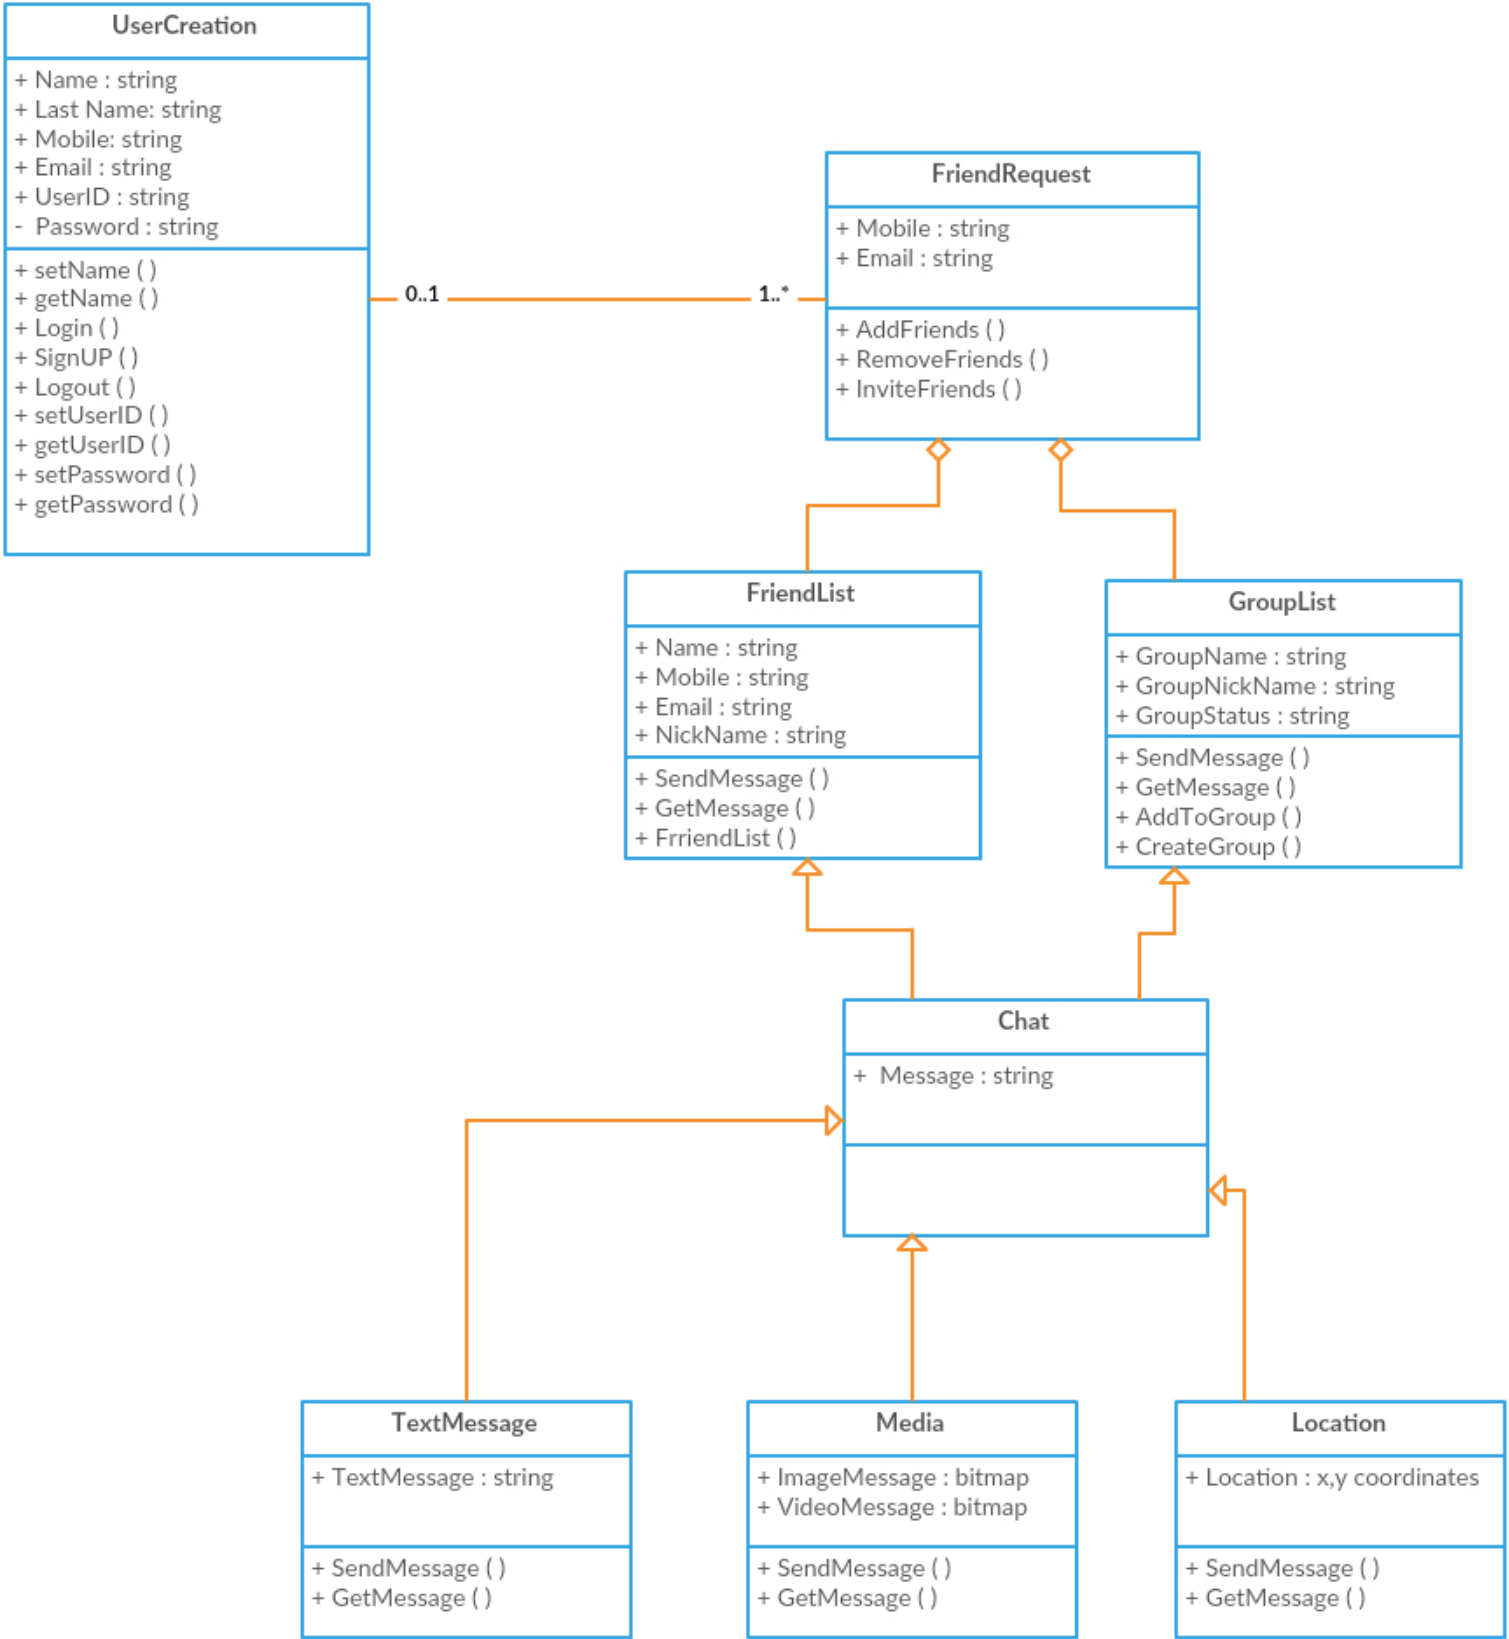 UserCreation
+ Name : string
+ Last Name: string
+ Mobile: string
+ Email : string
+ UserID : string
- Password : string
+ setName ( )
+ getName ( )
+ Login ( )
+ SignUP ( )
+ Logout ( )
+ setUserID ( )
+ getUserID ( )
+ setPassword ( )
+ getPassword ( )
0..1
1..*
FriendRequest
+ Mobile : string
+ Email : string
+ AddFriends ( )
+ RemoveFriends ( )
+ InviteFriends ( )
FriendList
+ Name : string
+ Mobile : string
+ Email : string
+ NickName : string
+ SendMessage ( )
+ GetMessage ( )
+ FrriendList ( )
GroupList
+ GroupName : string
+ GroupNickName : string
+ GroupStatus : string
+ SendMessage ( )
+ GetMessage ( )
+ AddToGroup ( )
+ CreateGroup ( )
Chat
+ Message : string
TextMessage
+ TextMessage : string
+ SendMessage ( )
+ GetMessage ( )
Media
+ ImageMessage : bitmap
+ VideoMessage : bitmap
+ SendMessage ( )
+ GetMessage ( )
Location
+ Location : x,y coordinates
+ SendMessage ( )
+ GetMessage ( )